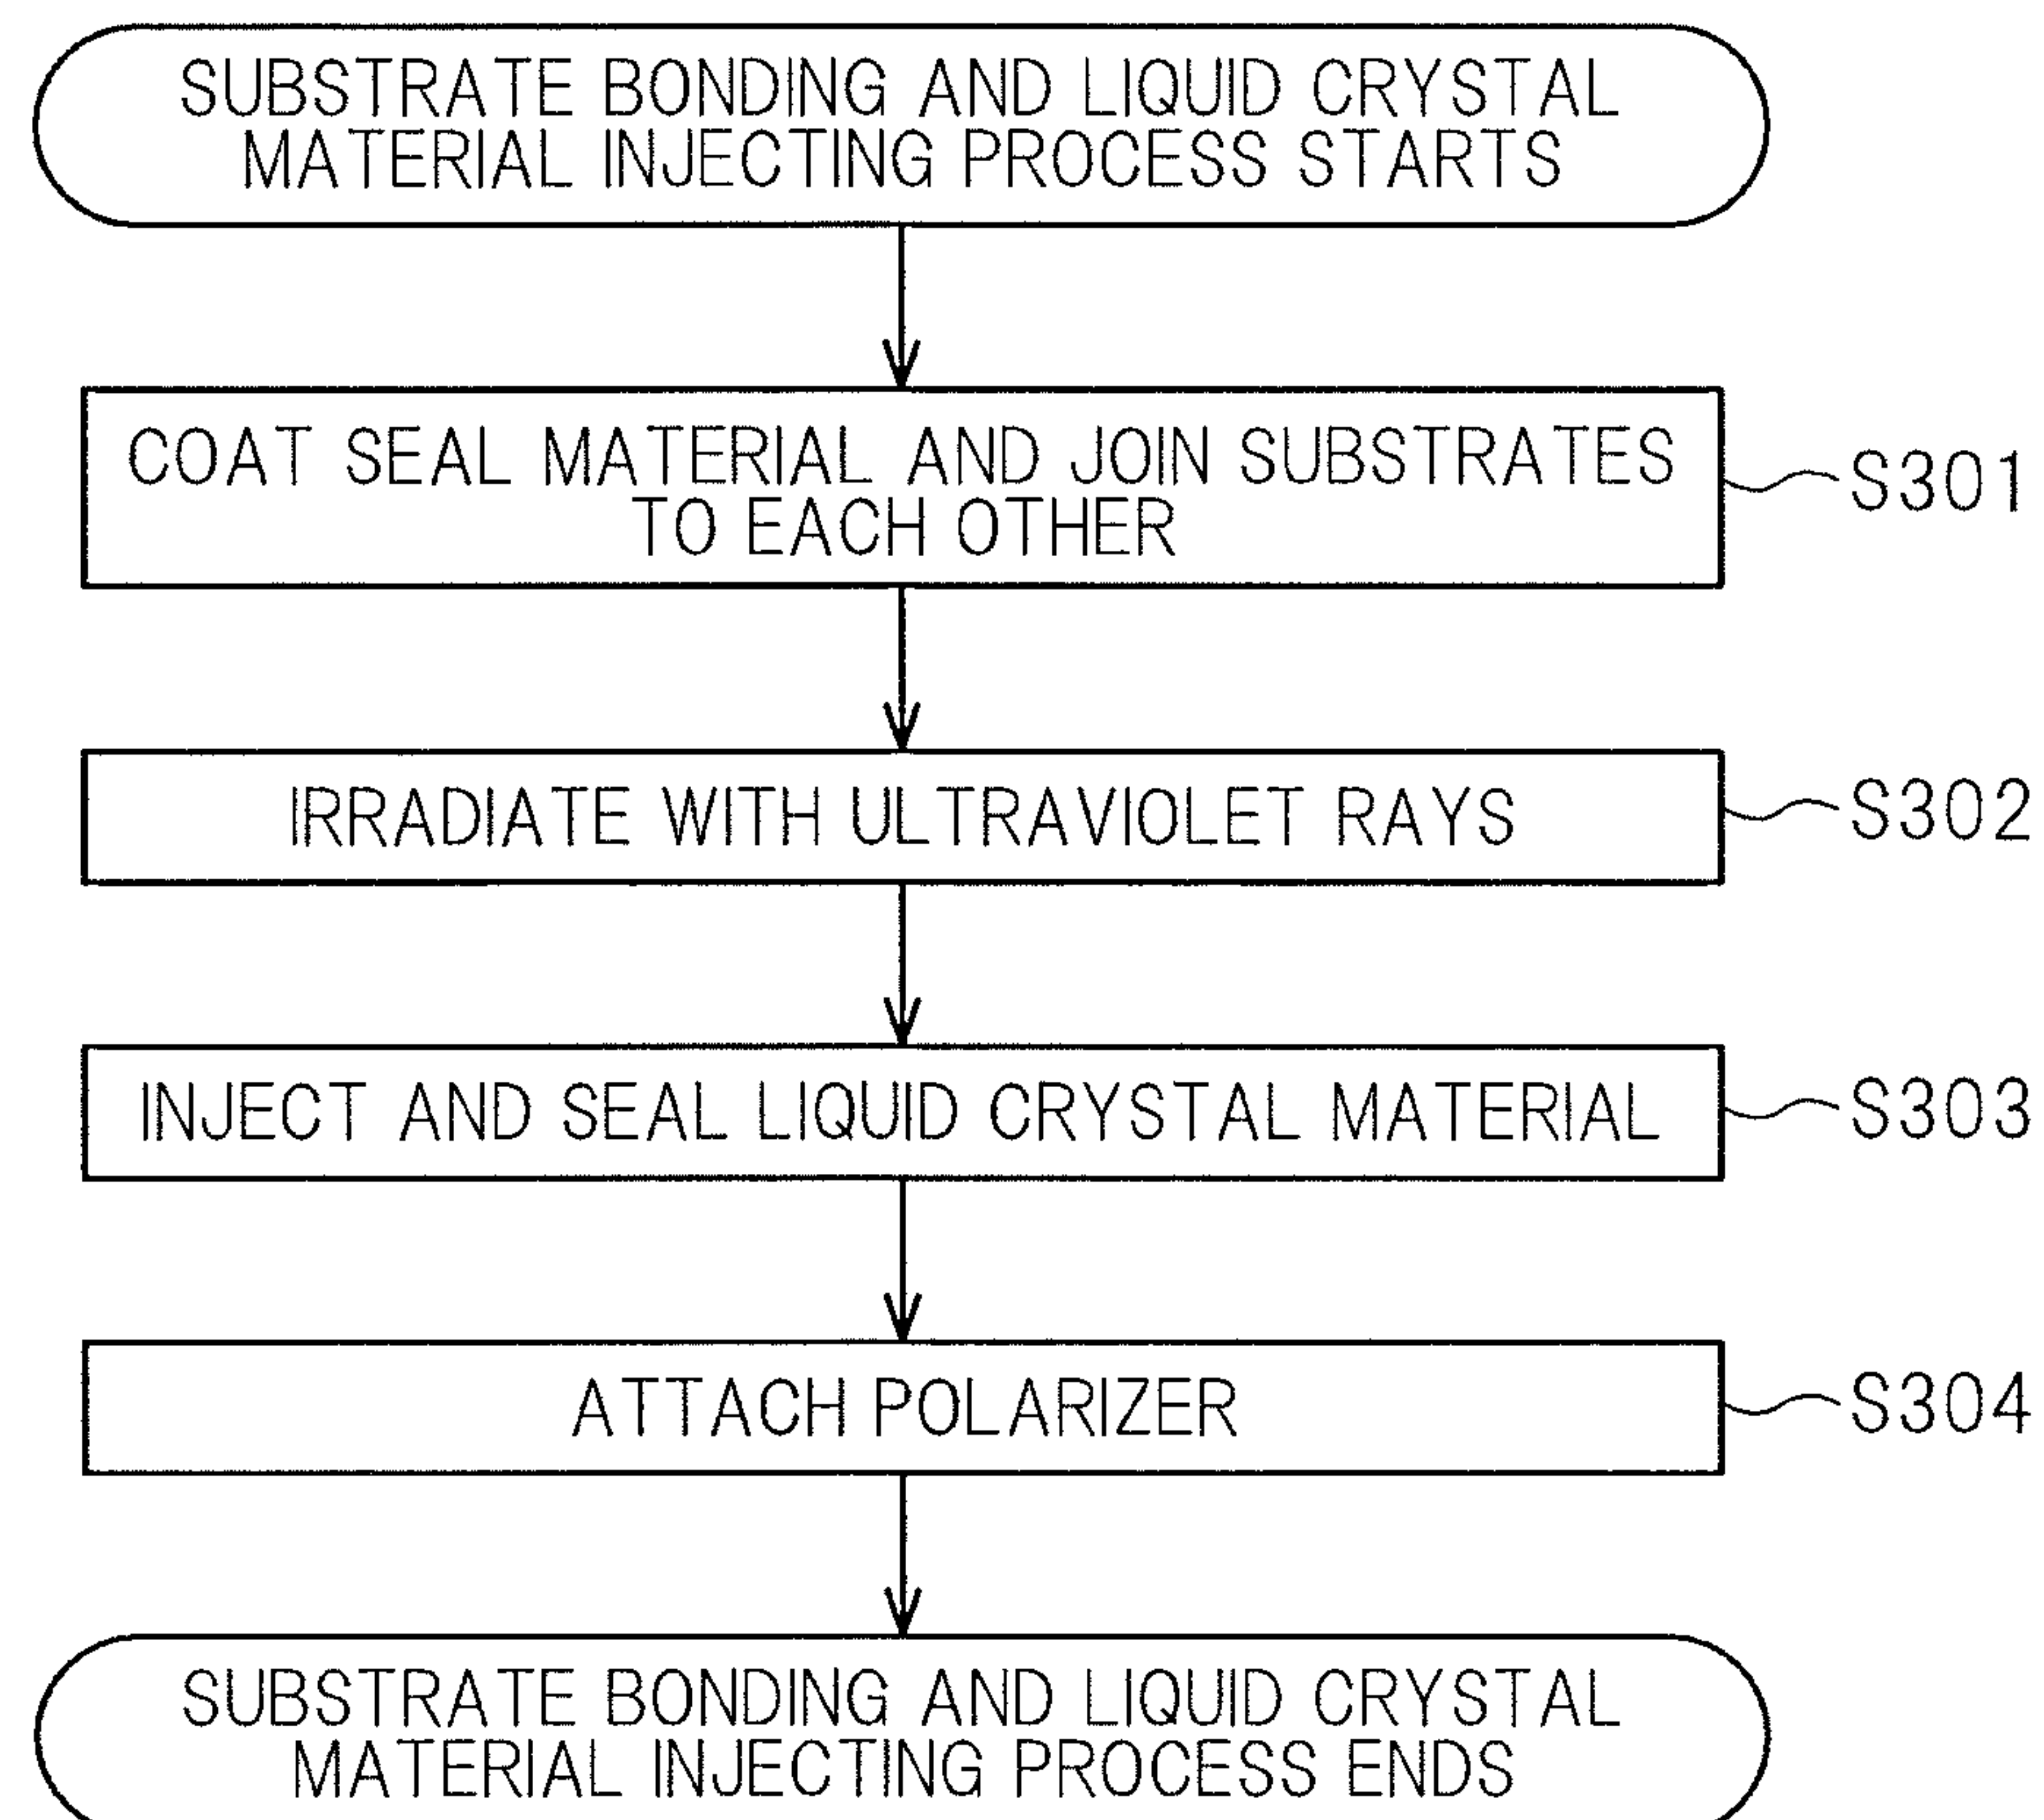 SUBSTRATE BONDING AND LIQUID CRYSTAL
MATERIAL INJECTING PROCESS STARTS
COAT SEAL MATERIAL AND JOIN SUBSTRATES
TO EACH OTHER
S301
IRRADIATE WITH ULTRAVIOLET RAYS
S302
INJECT AND SEAL LIQUID CRYSTAL MATERIAL
S303
ATTACH POLARIZER
S304
SUBSTRATE BONDING AND LIQUID CRYSTAL
MATERIAL INJECTING PROCESS ENDS